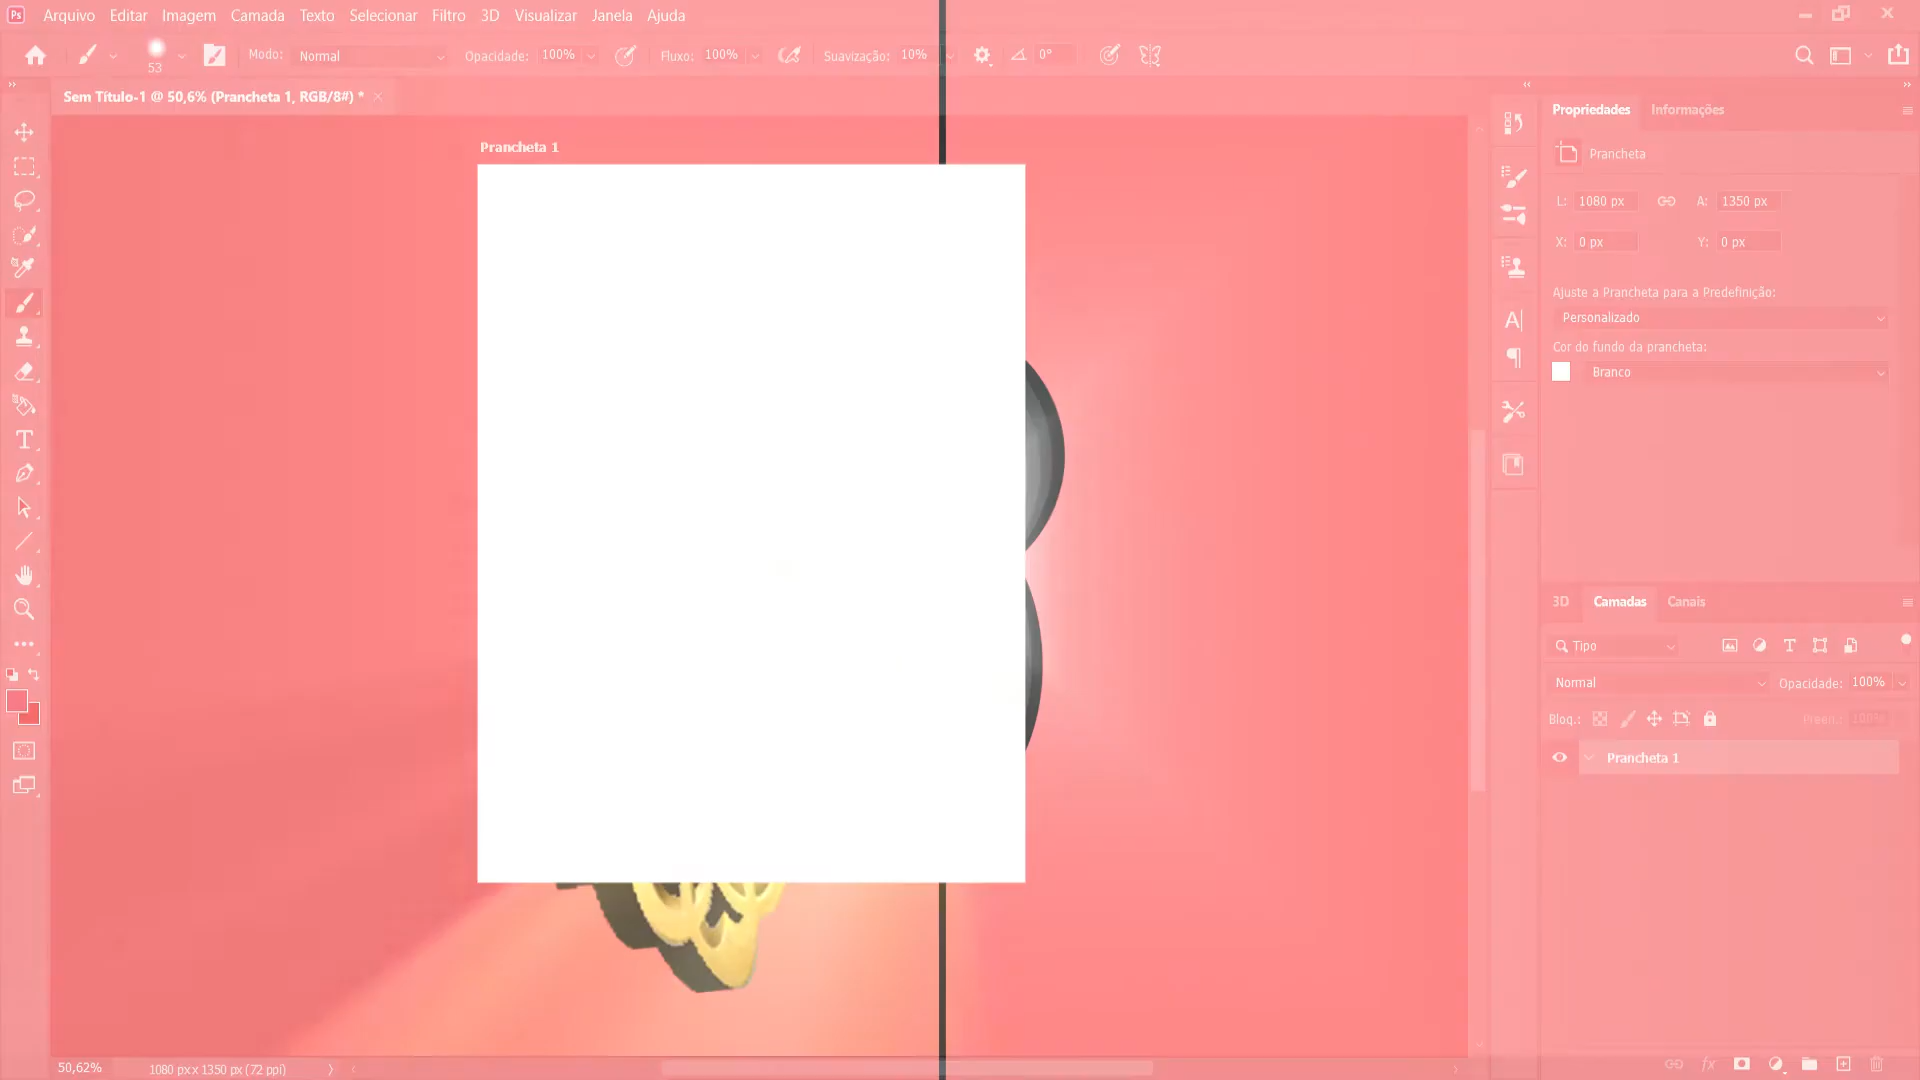 Ps Arquivo Editar Imagem Camada Texto Selecionar Filtro 3D Visualizar Janela Ajuda
53 Modo: Normal Opacidade: 100% Fluxo: 100% Suavização: 10% 0°
Sem Título-1 @ 50,6% (Prancheta 1, RGB/8#) * ×
Prancheta 1
Propriedades Informações
Prancheta
L: 1080 px A: 1350 px
X: 0 px Y: 0 px
Ajuste a Prancheta para a Predefinição:
Personalizado
Cor do fundo da prancheta:
Branco
3D Camadas Canais
Tipo
Normal Opacidade: 100%
Bloq.: Preen.: 100%
Prancheta 1
50,62% 1080 px x 1350 px (72 ppi)